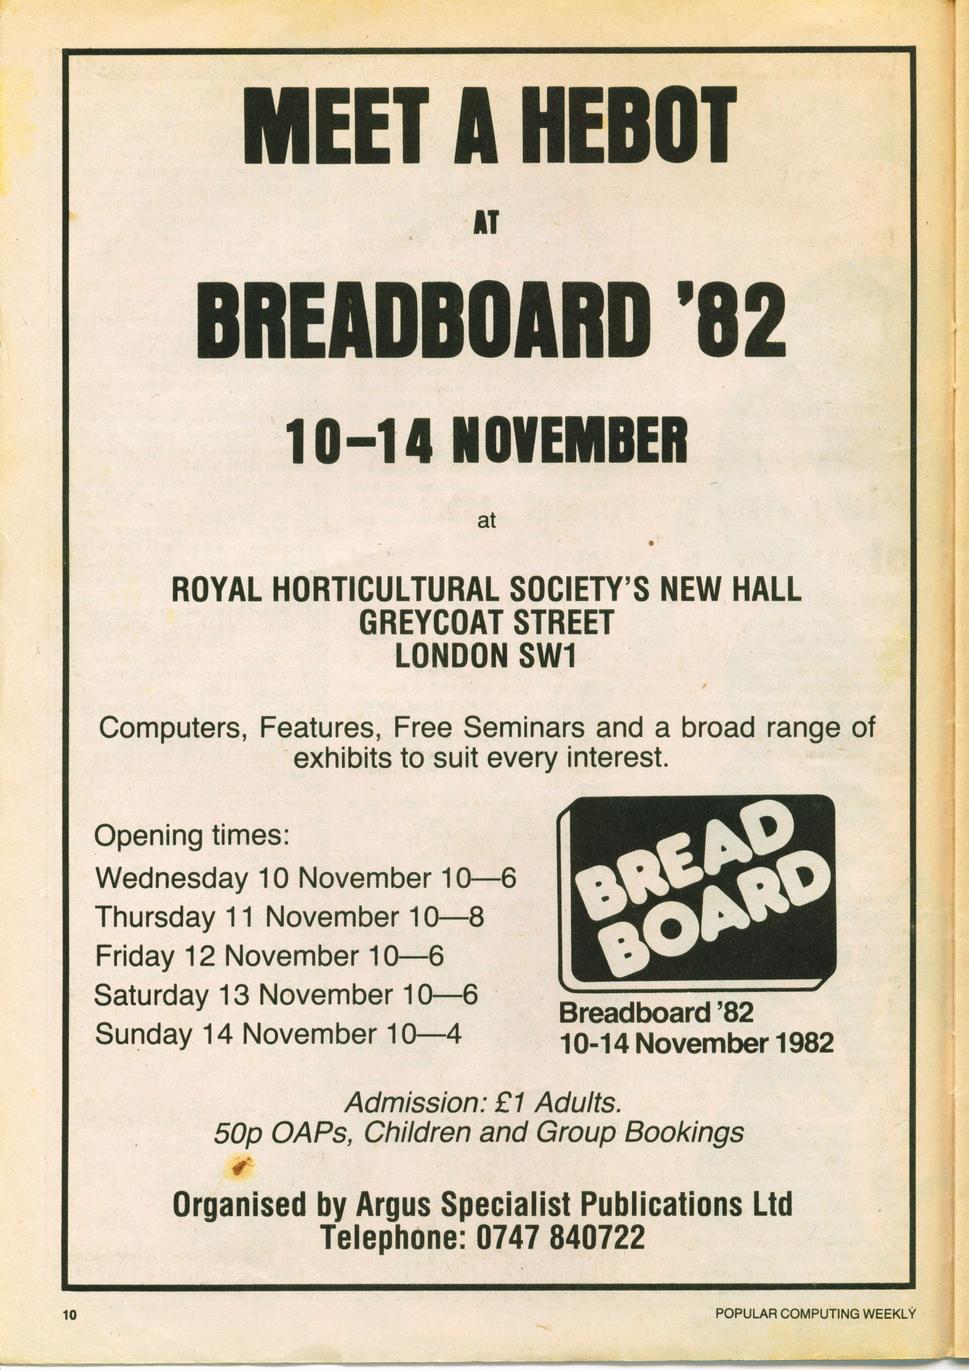 MEET A HEBOT
AT
BREADBOARD '82
10–14 NOVEMBER
at
ROYAL HORTICULTURAL SOCIETY'S NEW HALL
GREYCOAT STREET
LONDON SW1
Computers, Features, Free Seminars and a broad range of
exhibits to suit every interest.
Opening times:
Wednesday 10 November 10—6
Thursday 11 November 10—8
Friday 12 November 10—6
Saturday 13 November 10—6
Sunday 14 November 10—4
BREAD
BOARD
Breadboard '82
10-14 November 1982
Admission: £1 Adults.
50p OAPs, Children and Group Bookings
Organised by Argus Specialist Publications Ltd
Telephone: 0747 840722
10
POPULAR COMPUTING WEEKLY